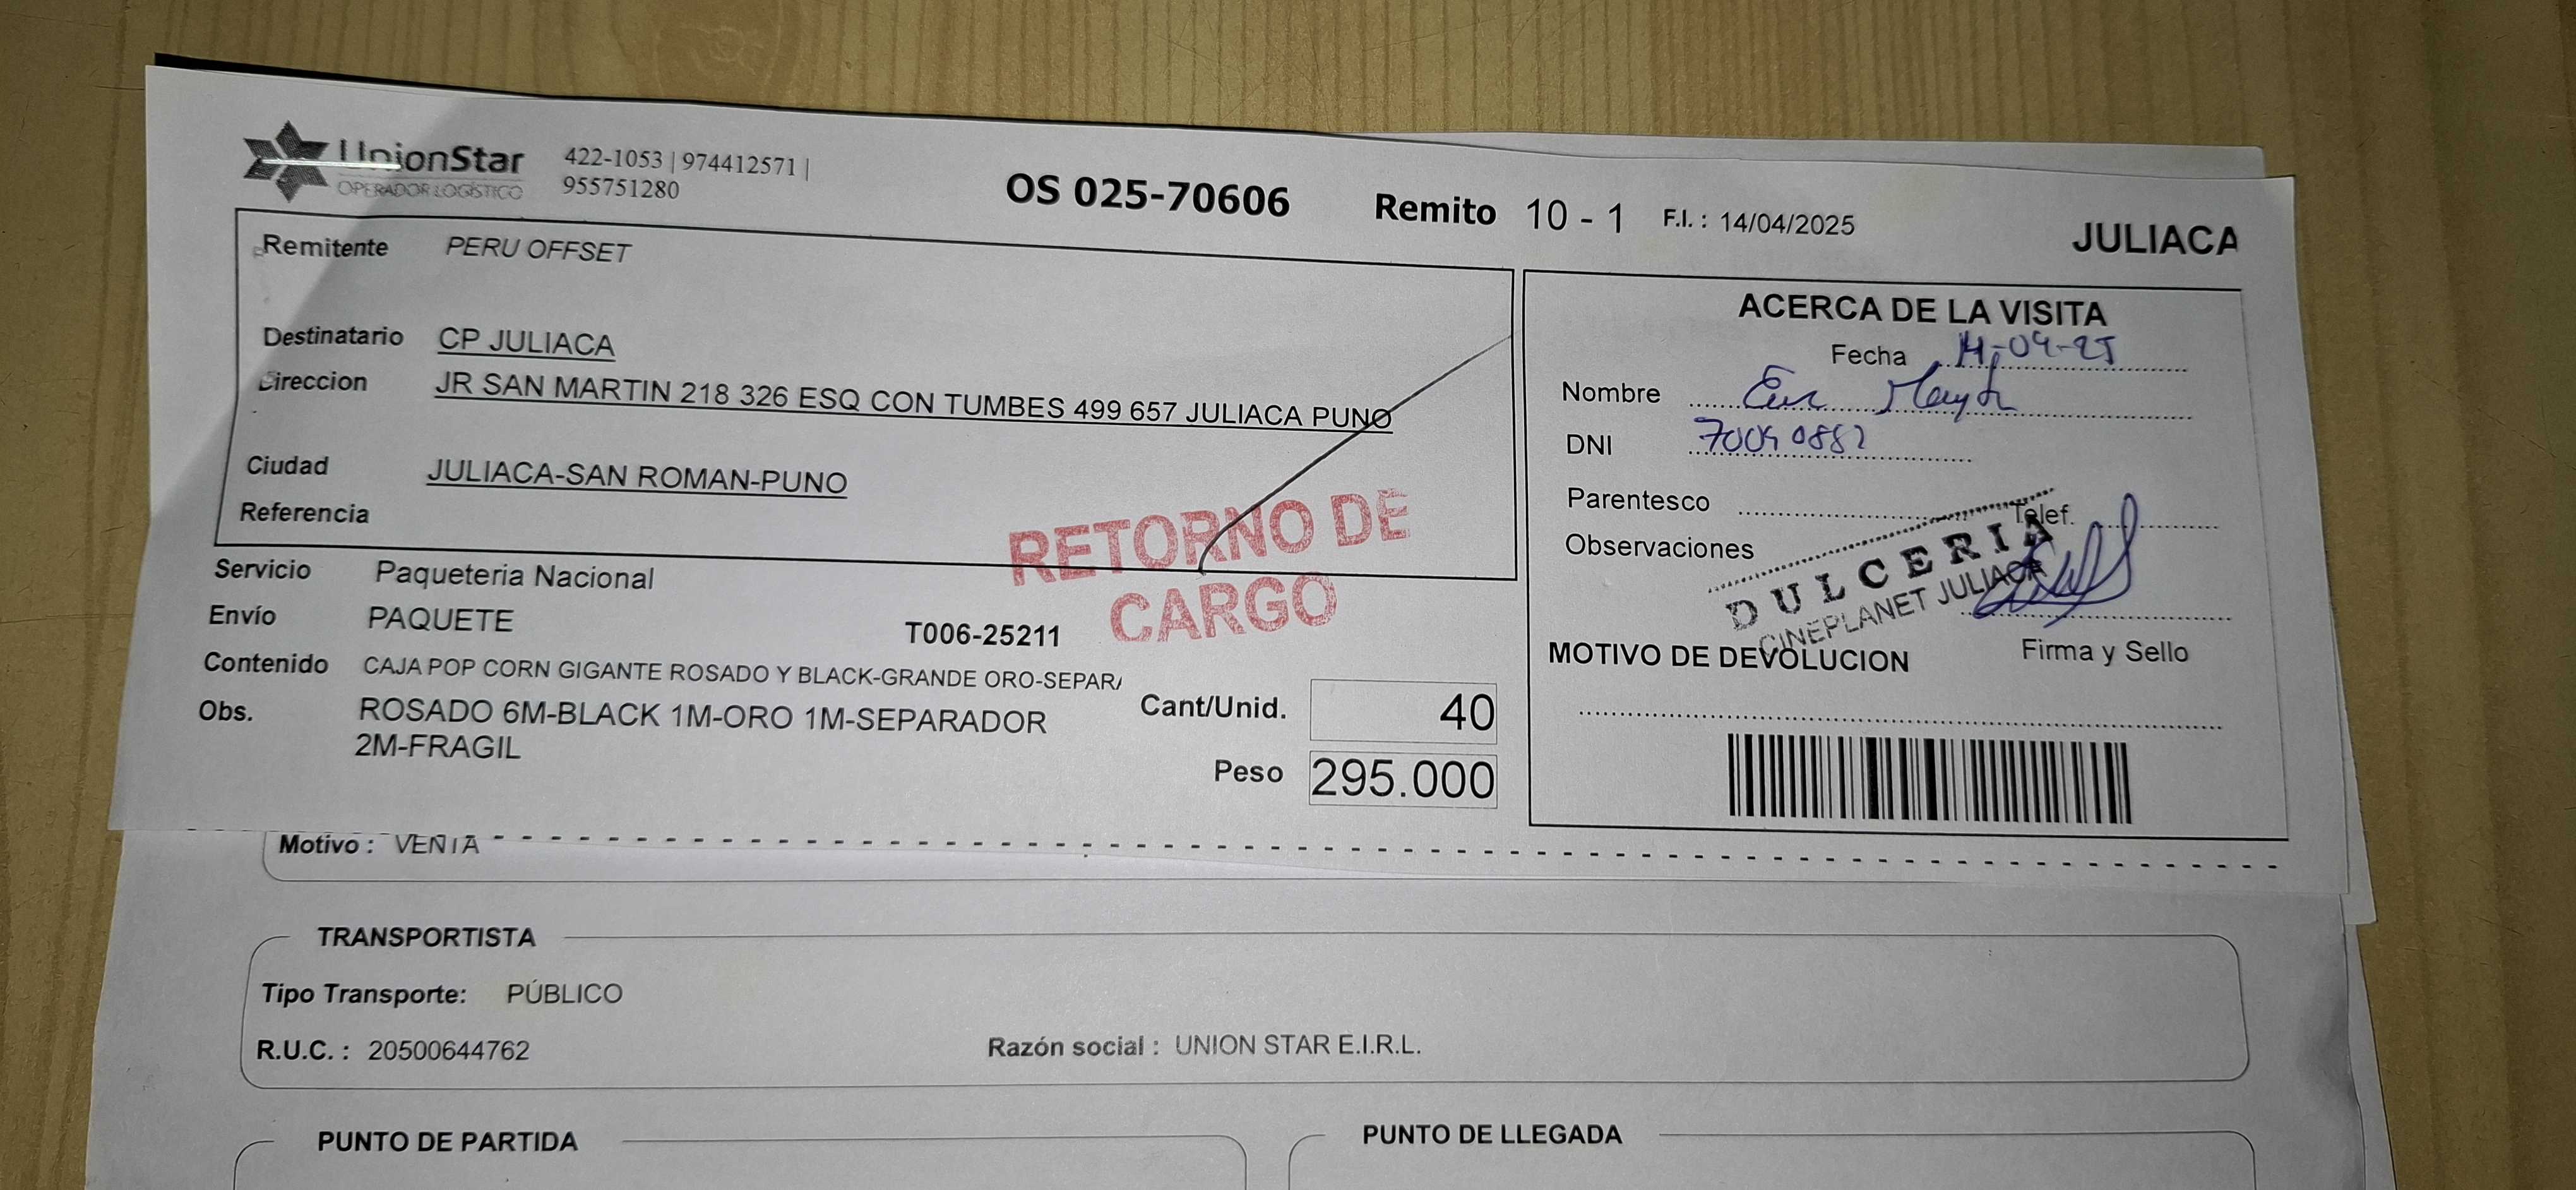 UnionStar
OPERADOR LOGÍSTICO
422-1053 | 974412571 |
955751280
OS 025-70606
Remito 10 - 1
F.I. : 14/04/2025
JULIACA
Remitente PERU OFFSET
Destinatario CP JULIACA
Direccion JR SAN MARTIN 218 326 ESQ CON TUMBES 499 657 JULIACA PUNO
Ciudad JULIACA-SAN ROMAN-PUNO
Referencia
RETORNO DE
CARGO
Servicio Paqueteria Nacional
Envío PAQUETE
T006-25211
Contenido CAJA POP CORN GIGANTE ROSADO Y BLACK-GRANDE ORO-SEPAR
Obs. ROSADO 6M-BLACK 1M-ORO 1M-SEPARADOR
2M-FRAGIL
Cant/Unid. 40
Peso 295.000
ACERCA DE LA VISITA
Fecha
Nombre
DNI
Parentesco
Telef.
Observaciones
DULCERIA
CINEPLANET JULIACA
Firma y Sello
MOTIVO DE DEVOLUCION
Motivo : VENTA
TRANSPORTISTA
Tipo Transporte: PÚBLICO
R.U.C. : 20500644762
Razón social : UNION STAR E.I.R.L.
PUNTO DE PARTIDA
PUNTO DE LLEGADA